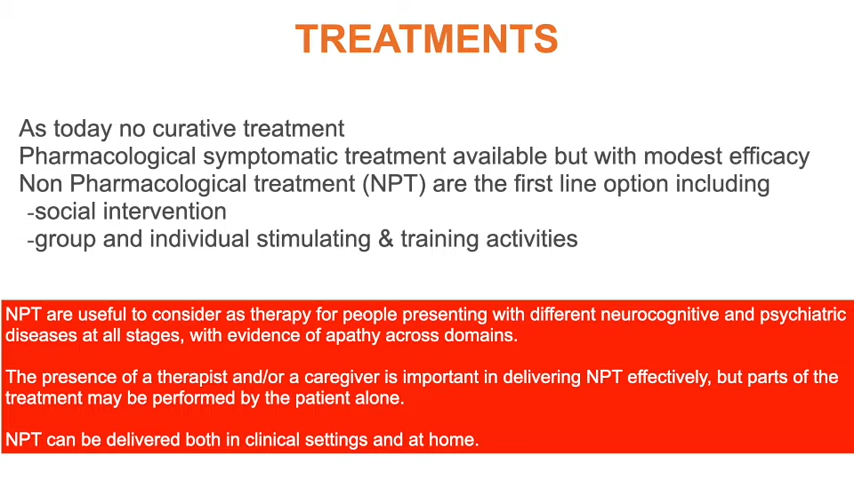 TREATMENTS
As today no curative treatment
Pharmacological symptomatic treatment available but with modest efficacy
Non Pharmacological treatment (NPT) are the first line option including
-social intervention
-group and individual stimulating & training activities
NPT are useful to consider as therapy for people presenting with different neurocognitive and psychiatric
diseases at all stages, with evidence of apathy across domains.
The presence of a therapist and/or a caregiver is important in delivering NPT effectively, but parts of the
treatment may be performed by the patient alone.
NPT can be delivered both in clinical settings and at home.